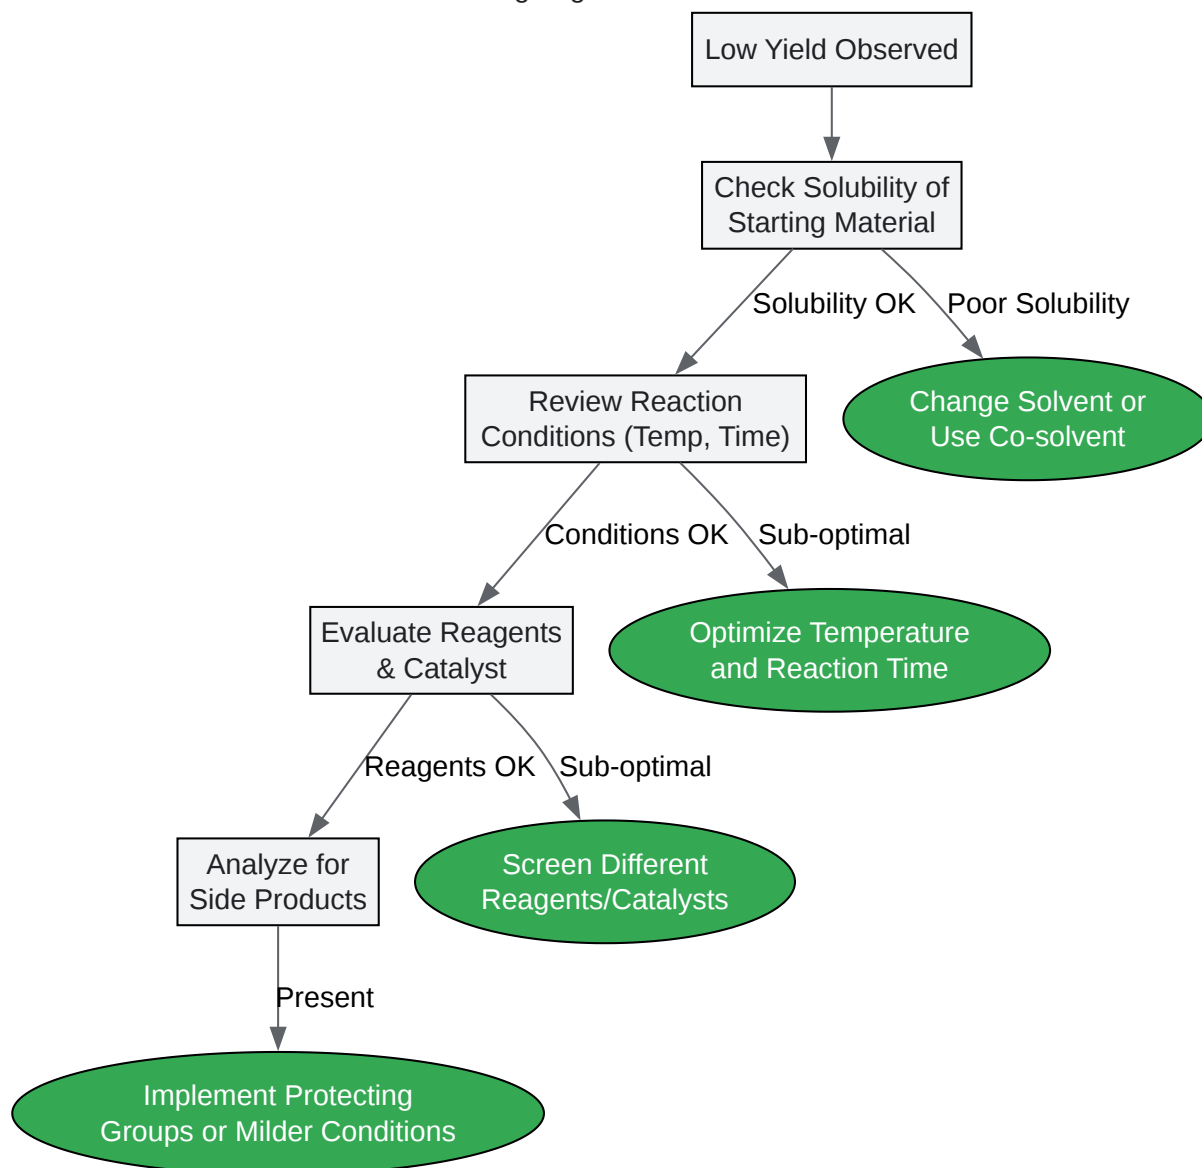 Low Yield Observed
Check Solubility of
Starting Material
Solubility OK
Poor Solubility
Review Reaction
Conditions (Temp, Time)
Change Solvent or
Use Co-solvent
Conditions OK
Sub-optimal
Evaluate Reagents
& Catalyst
Optimize Temperature
and Reaction Time
Reagents OK
Sub-optimal
Analyze for
Side Products
Screen Different
Reagents/Catalysts
Present
Implement Protecting
Groups or Milder Conditions